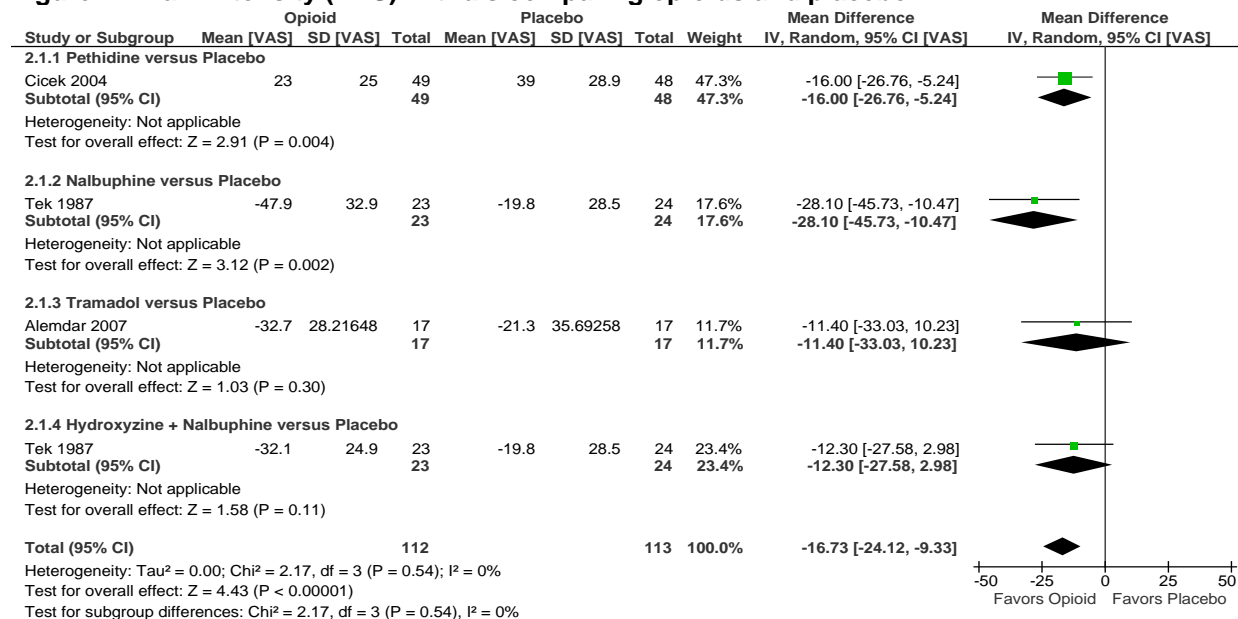 Opioid Placebo Mean Difference Mean Difference
Study or Subgroup Mean [VAS] SD [VAS] Total Mean [VAS] SD [VAS] Total Weight IV, Random, 95% CI [VAS] IV, Random, 95% CI [VAS]
2.1.1 Pethidine versus Placebo
Cicek 2004 23 25 49 39 28.9 48 47.3% -16.00 [-26.76, -5.24]
Subtotal (95% CI) 49 48 47.3% -16.00 [-26.76, -5.24]
Heterogeneity: Not applicable
Test for overall effect: Z = 2.91 (P = 0.004)
2.1.2 Nalbuphine versus Placebo
Tek 1987 -47.9 32.9 23 -19.8 28.5 24 17.6% -28.10 [-45.73, -10.47]
Subtotal (95% CI) 23 24 17.6% -28.10 [-45.73, -10.47]
Heterogeneity: Not applicable
Test for overall effect: Z = 3.12 (P = 0.002)
2.1.3 Tramadol versus Placebo
Alemdar 2007 -32.7 28.21648 17 -21.3 35.69258 17 11.7% -11.40 [-33.03, 10.23]
Subtotal (95% CI) 17 17 11.7% -11.40 [-33.03, 10.23]
Heterogeneity: Not applicable
Test for overall effect: Z = 1.03 (P = 0.30)
2.1.4 Hydroxyzine + Nalbuphine versus Placebo
Tek 1987 -32.1 24.9 23 -19.8 28.5 24 23.4% -12.30 [-27.58, 2.98]
Subtotal (95% CI) 23 24 23.4% -12.30 [-27.58, 2.98]
Heterogeneity: Not applicable
Test for overall effect: Z = 1.58 (P = 0.11)
Total (95% CI) 112 113 100.0% -16.73 [-24.12, -9.33]
Heterogeneity: Tau² = 0.00; Chi² = 2.17, df = 3 (P = 0.54); I² = 0%
Test for overall effect: Z = 4.43 (P < 0.00001)
Test for subgroup differences: Chi² = 2.17, df = 3 (P = 0.54), I² = 0%
-50 -25 0 25 50
Favors Opioid Favors Placebo